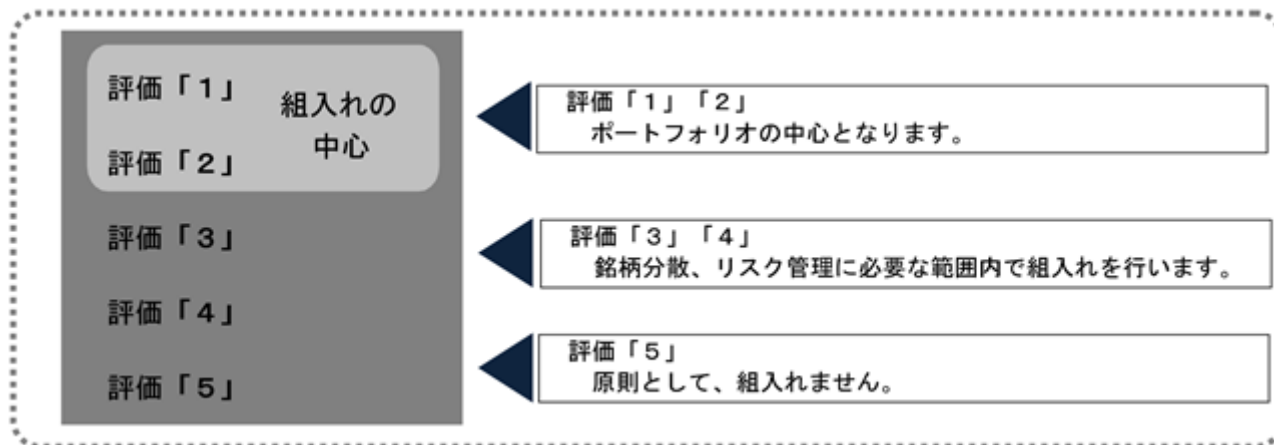 評価「１」
評価「２」
組入れの
中心
評価「３」
評価「４」
評価「５」
評価「１」「２」
ポートフォリオの中心となります。
評価「３」「４」
銘柄分散、リスク管理に必要な範囲内で組入れを行います。
評価「５」
原則として、組入れません。